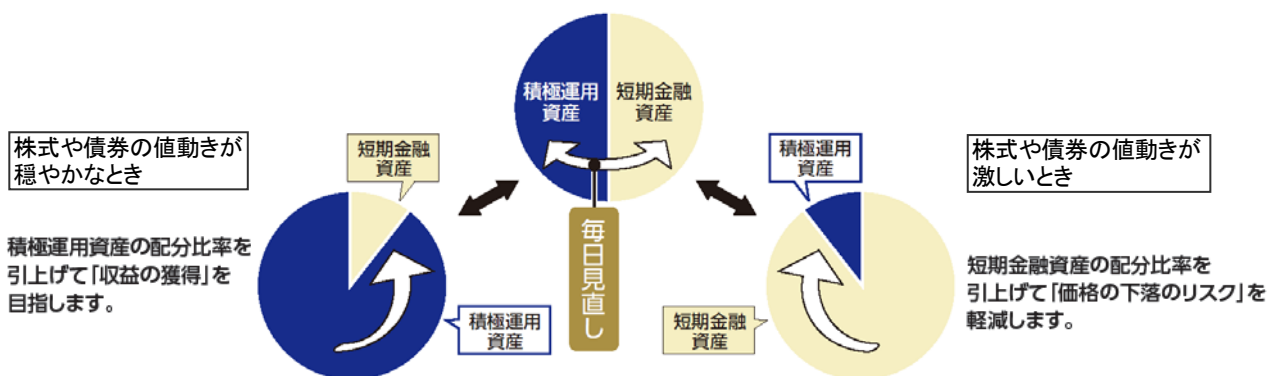 積極運用
資産
短期金融
資産
毎日見直し
株式や債券の値動きが
穏やかなとき
短期金融
資産
積極運用資産の配分比率を
引上げて「収益の獲得」を
目指します。
積極運用
資産
積極運用
資産
株式や債券の値動きが
激しいとき
短期金融資産の配分比率を
引上げて「価格の下落のリスク」を
軽減します。
短期金融
資産